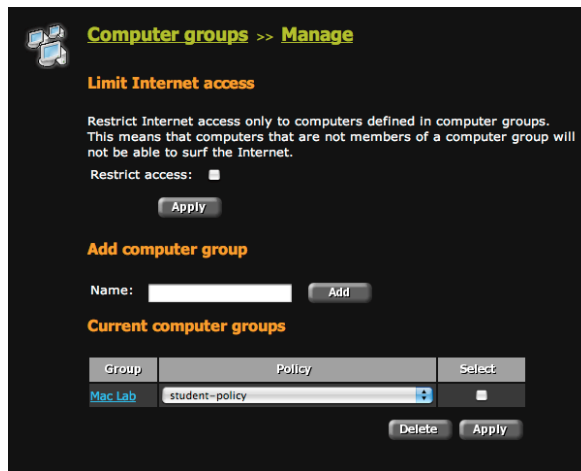 Computer groups >> Manage
Limit Internet access
Restrict Internet access only to computers defined in computer groups.
This means that computers that are not members of a computer group will
not be able to surf the Internet.
Restrict access:
Apply
Add computer group
Name:
Add
Current computer groups
Group Policy Select
Mac Lab student-policy
Delete Apply